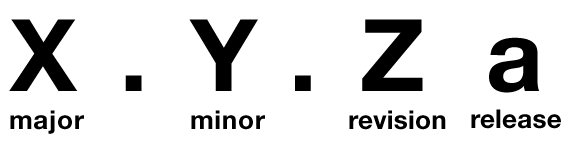 X . Y . Z a
major minor revision release